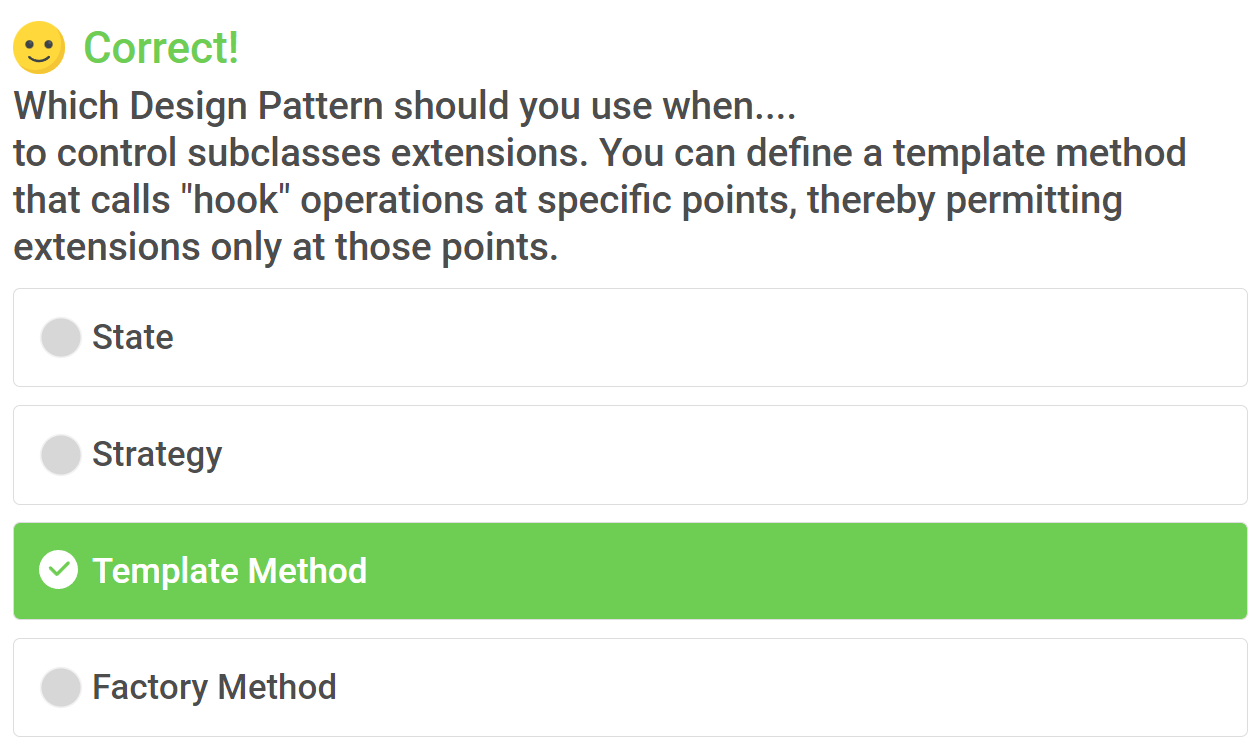 Correct!
Which Design Pattern should you use when....
to control subclasses extensions. You can define a template method
that calls "hook" operations at specific points, thereby permitting
extensions only at those points.
State
Strategy
Template Method
Factory Method